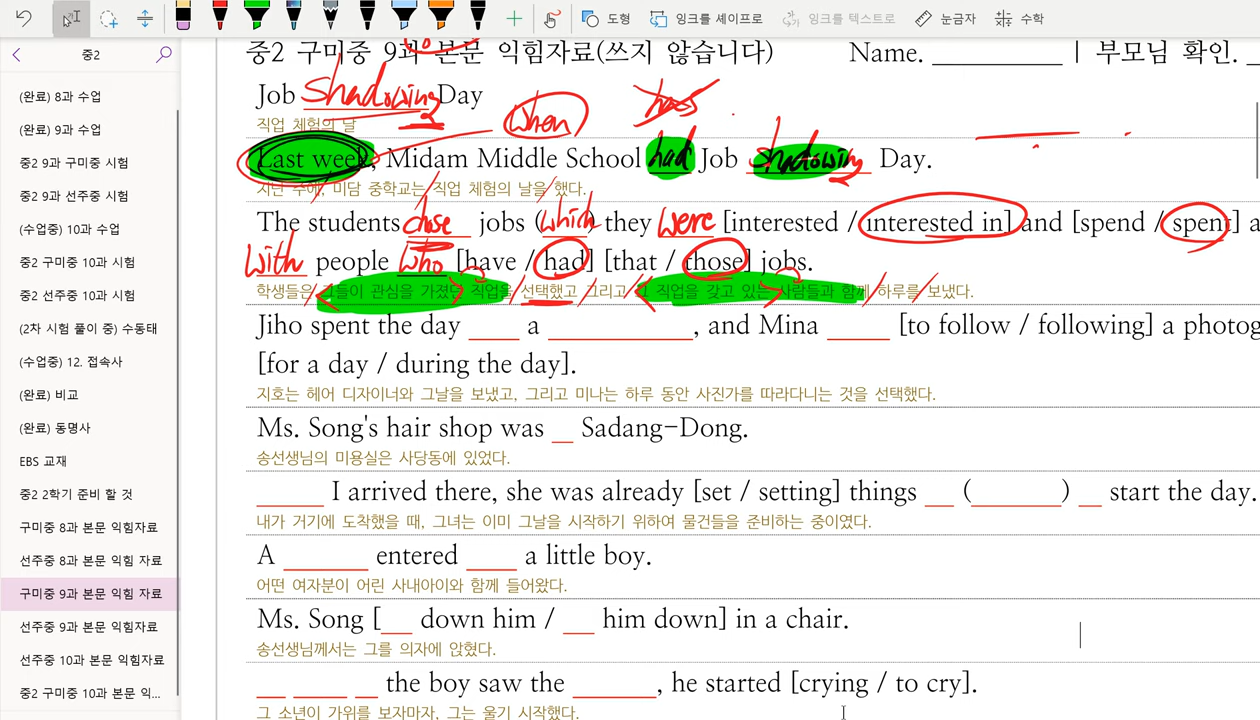 도형 잉크를 셰이프로 잉크를 텍스트로 눈금자 수학
중2
(완료) 8과 수업
(완료) 9과 수업
중2 9과 구미중 시험
중2 9과 선주중 시험
(수업중) 10과 수업
중2 구미중 10과 시험
중2 선주중 10과 시험
(2차 시험 풀이 중) 수동태
(수업중) 12. 접속사
(완료) 비교
(완료) 동명사
EBS 교재
중2 2학기 준비 할 것
구미중 8과 본문 익힘자료
선주중 8과 본문 익힘 자료
구미중 9과 본문 익힘 자료
선주중 9과 본문 익힘자료
선주중 10과 본문 익힘자료
중2 구미중 10과 본문 익...
중2 구미중 9과 본문 익힘자료(쓰지 않습니다) Name. ________ | 부모님 확인. _
Job Shadowing Day
직업 체험의 날
when
Last week, Midam Middle School had Job shadowing Day.
지난 주에, 미담 중학교는 직업 체험의 날을 했다.
The students chose jobs (which) they were [interested / interested in] and [spend / spent] a
with people who [have / had] [that / those] jobs.
학생들은 그들이 관심을 가졌던 직업을 선택했고 그리고 그 직업을 갖고 있는 사람들과 함께 하루를 보냈다.
Jiho spent the day ____ a ____________, and Mina _____ [to follow / following] a photog
[for a day / during the day].
지호는 헤어 디자이너와 그날을 보냈고, 그리고 미나는 하루 동안 사진가를 따라다니는 것을 선택했다.
Ms. Song's hair shop was __ Sadang-Dong.
송선생님의 미용실은 사당동에 있었다.
_____ I arrived there, she was already [set / setting] things __ (_______) __ start the day.
내가 거기에 도착했을 때, 그녀는 이미 그날을 시작하기 위하여 물건들을 준비하는 중이였다.
A _______ entered ____ a little boy.
어떤 여자분이 어린 사내아이와 함께 들어왔다.
Ms. Song [__ down him / __ him down] in a chair.
송선생님께서는 그를 의자에 앉혔다.
__ ____ __ the boy saw the _______, he started [crying / to cry].
그 소년이 가위를 보자마자, 그는 울기 시작했다.